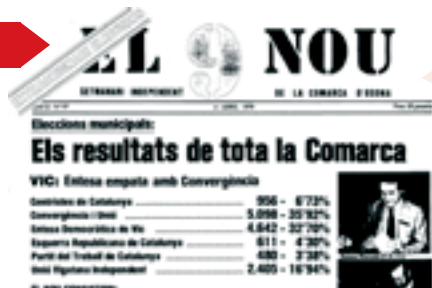 EL 9 NOU
SETMANARI INDEPENDENT DE LA COMARCA D'OSONA
Eleccions municipals:
Els resultats de tota la Comarca
VIC: Entesa empata amb Convergència
Centristes de Catalunya 956 - 6'73%
Convergència i Unió 5.098 - 35'92%
Entesa Democràtica de Vic 4.642 - 32'70%
Esquerra Republicana de Catalunya 611 - 4'30%
Partit del Treball de Catalunya 480 - 3'38%
Unió Vigatana Independent 2.405 - 16'94%